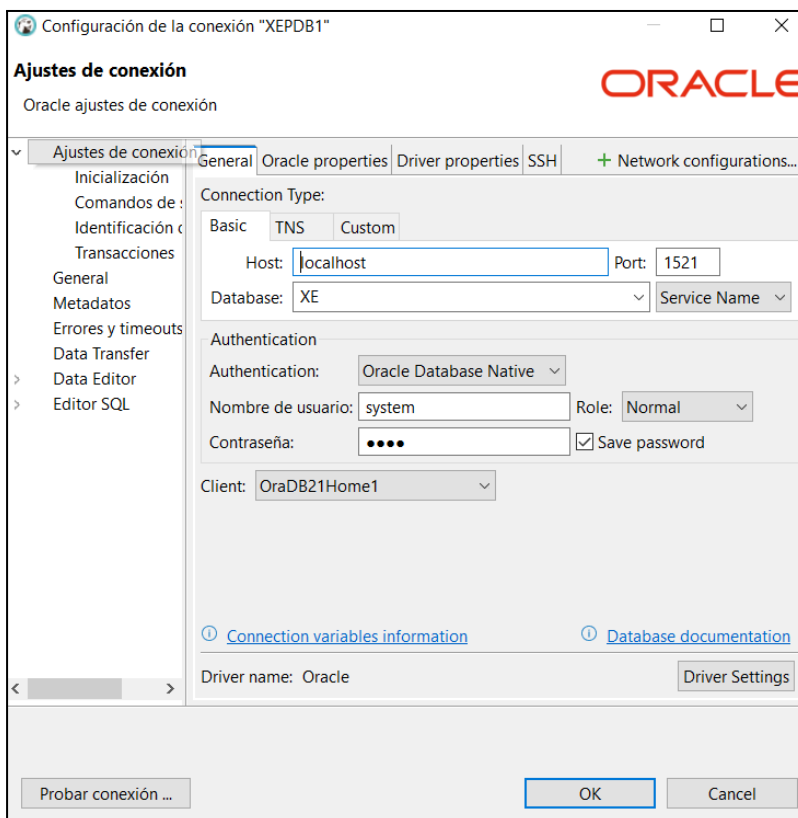 Configuración de la conexión "XEPDB1"
Ajustes de conexión
Oracle ajustes de conexión
ORACLE
Ajustes de conexión
Inicialización
Comandos de
Identificación
Transacciones
General
Metadatos
Errores y timeouts
Data Transfer
Data Editor
Editor SQL
General Oracle properties Driver properties SSH + Network configurations...
Connection Type:
Basic TNS Custom
Host: localhost Port: 1521
Database: XE Service Name
Authentication
Authentication: Oracle Database Native
Nombre de usuario: system Role: Normal
Contraseña: •••• Save password
Client: OraDB21Home1
Connection variables information Database documentation
Driver name: Oracle Driver Settings
Probar conexión ... OK Cancel